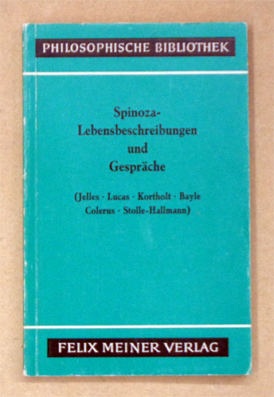 PHILOSOPHISCHE BIBLIOTHEK
Spinoza-
Lebensbeschreibungen
und
Gespräche
(Jelles · Lucas · Kortholt · Bayle
Colerus · Stolle-Hallmann)
FELIX MEINER VERLAG